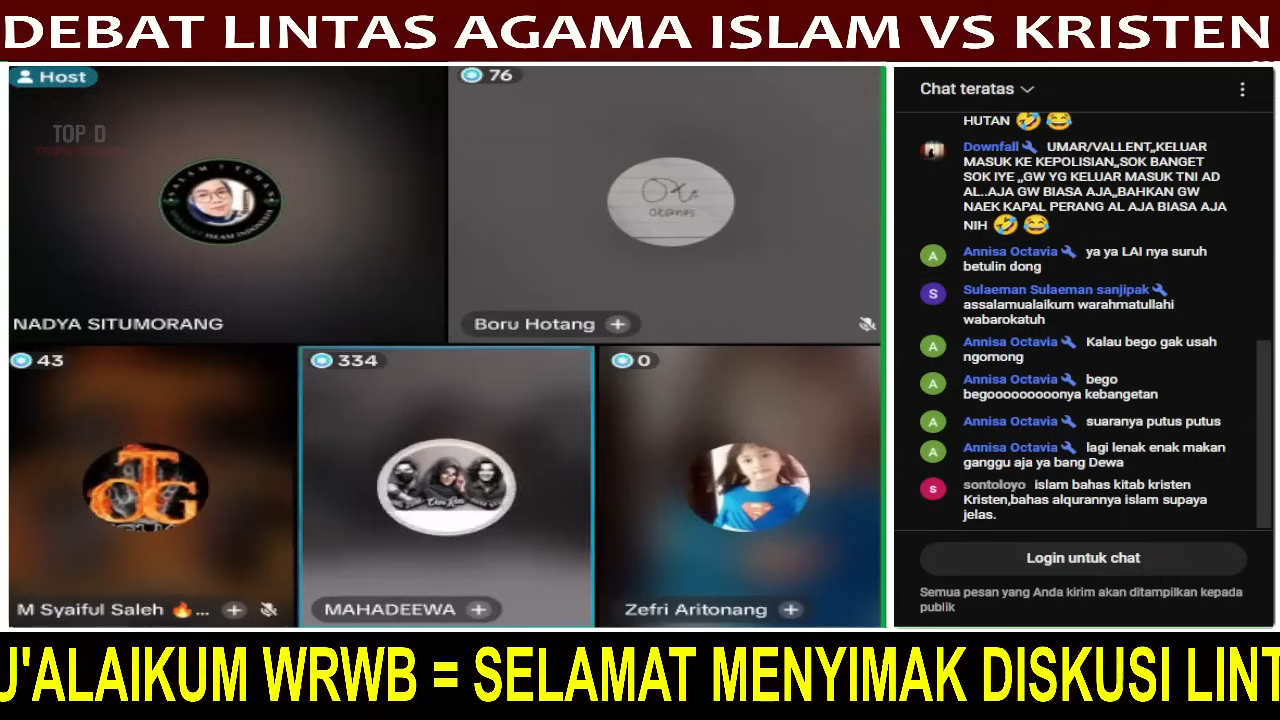 DEBAT LINTAS AGAMA ISLAM VS KRISTEN
Host
TOP D
NADYA SITUMORANG
76
Boru Hotang +
43
TOG
M Syaiful Saleh 🔥... +
334
MAHADEEWA +
0
Zefri Aritonang +
Chat teratas
HUTAN 🤣😂
Downfall UMAR/VALLENT,,KELUAR
MASUK KE KEPOLISIAN,,SOK BANGET
SOK IYE ,,GW YG KELUAR MASUK TNI AD
AL..AJA GW BIASA AJA,,BAHKAN GW
NAEK KAPAL PERANG AL AJA BIASA AJA
NIH 🤣😂
A Annisa Octavia ya ya LAI nya suruh
betulin dong
S Sulaeman Sulaeman sanjipak
assalamualaikum warahmatullahi
wabarokatuh
A Annisa Octavia Kalau bego gak usah
ngomong
A Annisa Octavia bego
begooooooooonya kebangetan
A Annisa Octavia suaranya putus putus
A Annisa Octavia lagi lenak enak makan
ganggu aja ya bang Dewa
s sontoloyo islam bahas kitab kristen
Kristen,bahas alqurannya islam supaya
jelas.
Login untuk chat
Semua pesan yang Anda kirim akan ditampilkan kepada
publik
U'ALAIKUM WRWB = SELAMAT MENYIMAK DISKUSI LINT